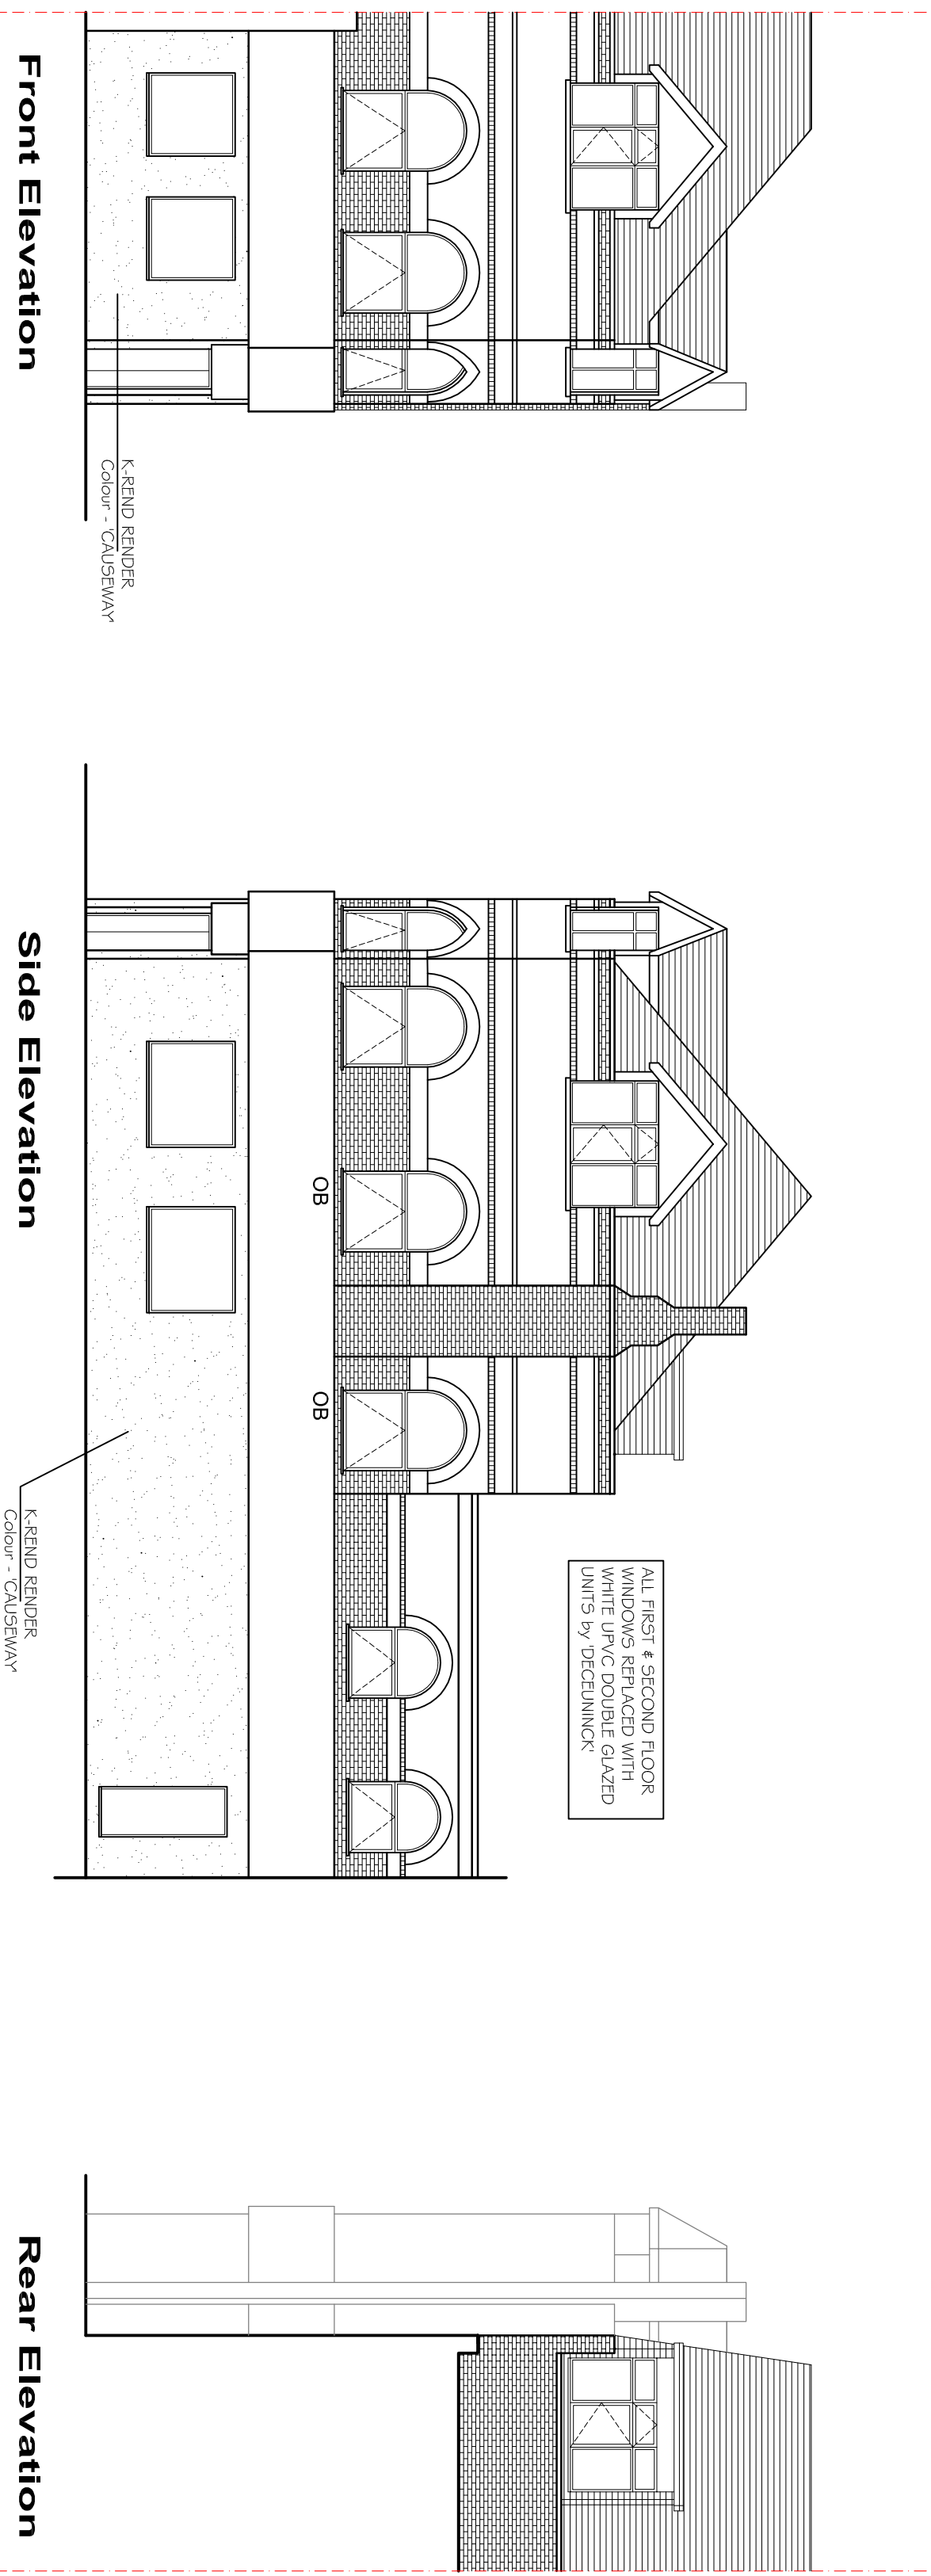 ALL FIRST & SECOND FLOOR
WINDOWS REPLACED WITH
WHITE UPVC DOUBLE GLAZED
UNITS by 'DECEUNINCK'
OB
OB
K-REND RENDER
Colour - 'CAUSEWAY'
K-REND RENDER
Colour - 'CAUSEWAY'
Front Elevation
Side Elevation
Rear Elevation